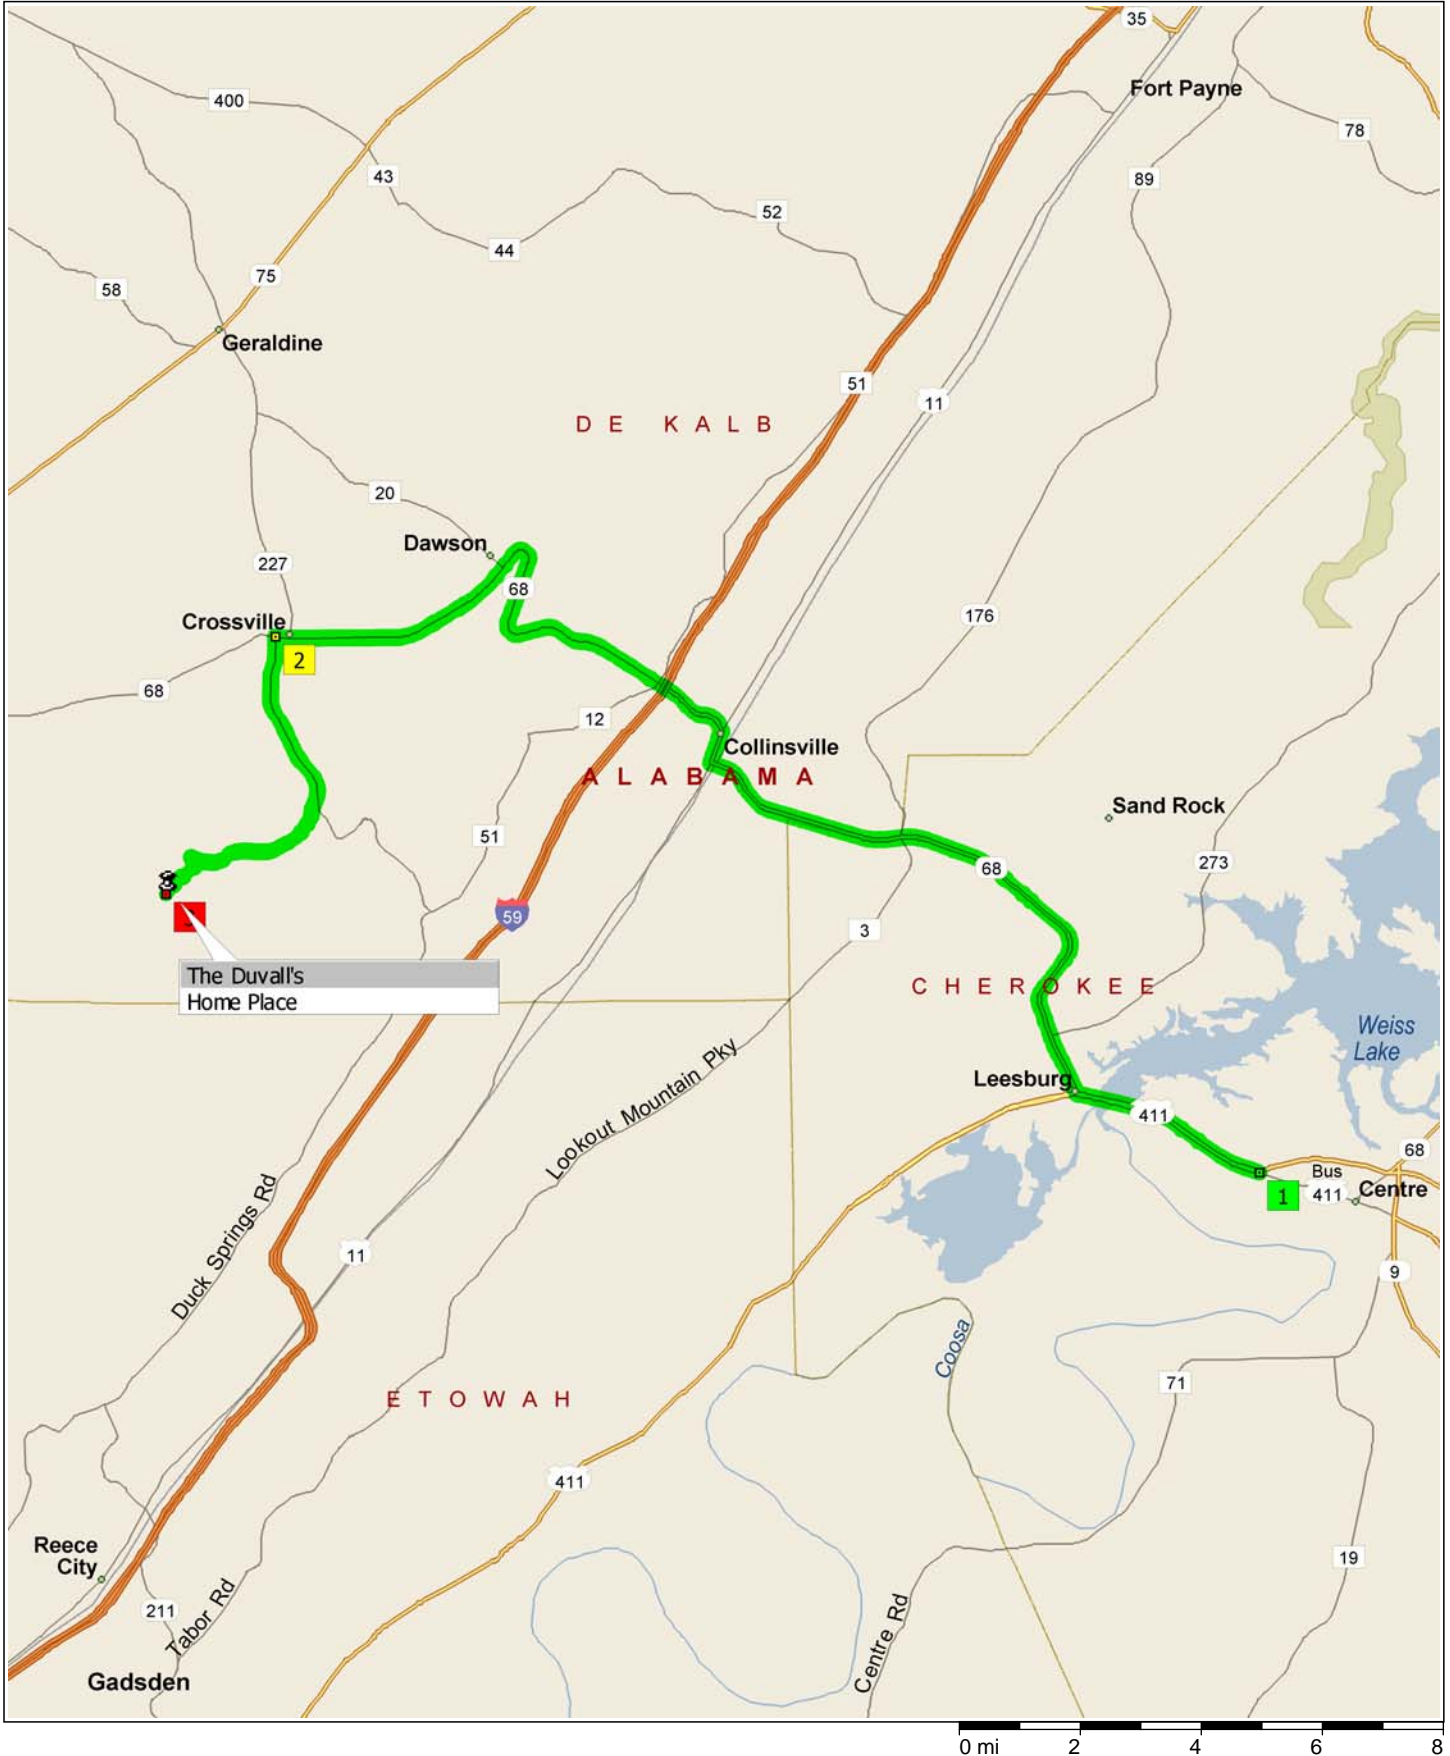 35
Fort Payne
400
78
43
89
52
44
75
58
Geraldine
51
11
DE KALB
20
Dawson
227
68
176
Crossville
2
68
12
Collinsville
ALABAMA
Sand Rock
51
273
68
59
3
The Duvall's
Home Place
CHEROKEE
Weiss
Lake
Lookout Mountain Pky
Leesburg
411
68
Bus
411
Centre
1
Duck Springs Rd
11
9
Coosa
71
ETOWAH
411
Reece
City
19
211
Tabor Rd
Centre Rd
Gadsden
0 mi 2 4 6 8